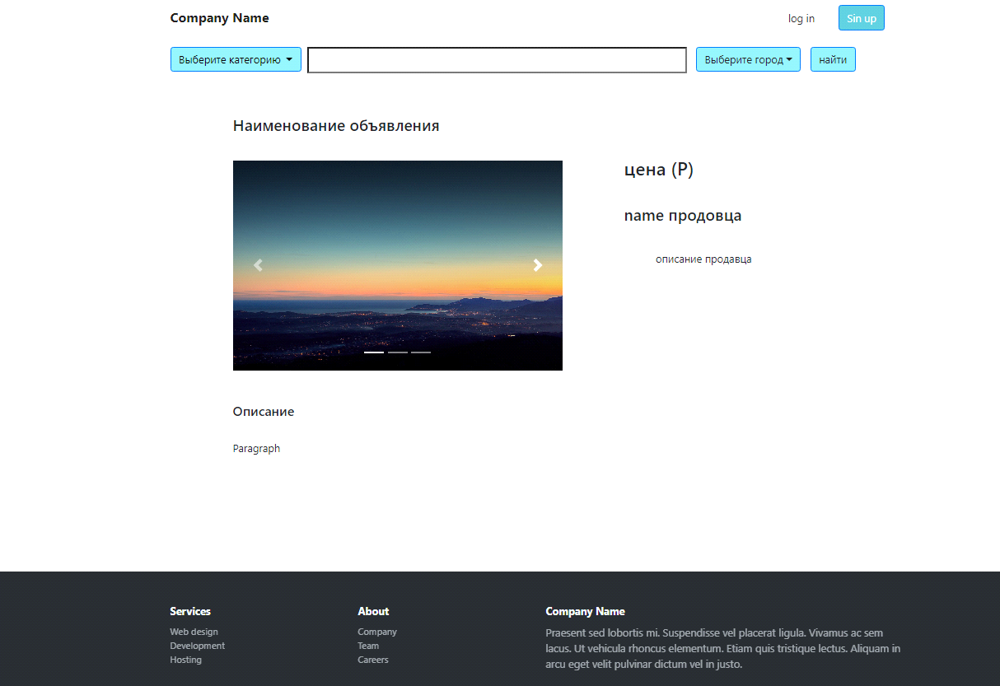 Company Name
log in
Sin up
Выберите категорию
Выберите город
найти
Наименование объявления
цена (Р)
name продовца
описание продавца
Описание
Paragraph
Services
Web design
Development
Hosting
About
Company
Team
Careers
Company Name
Praesent sed lobortis mi. Suspendisse vel placerat ligula. Vivamus ac sem
lacus. Ut vehicula rhoncus elementum. Etiam quis tristique lectus. Aliquam in
arcu eget velit pulvinar dictum vel in justo.